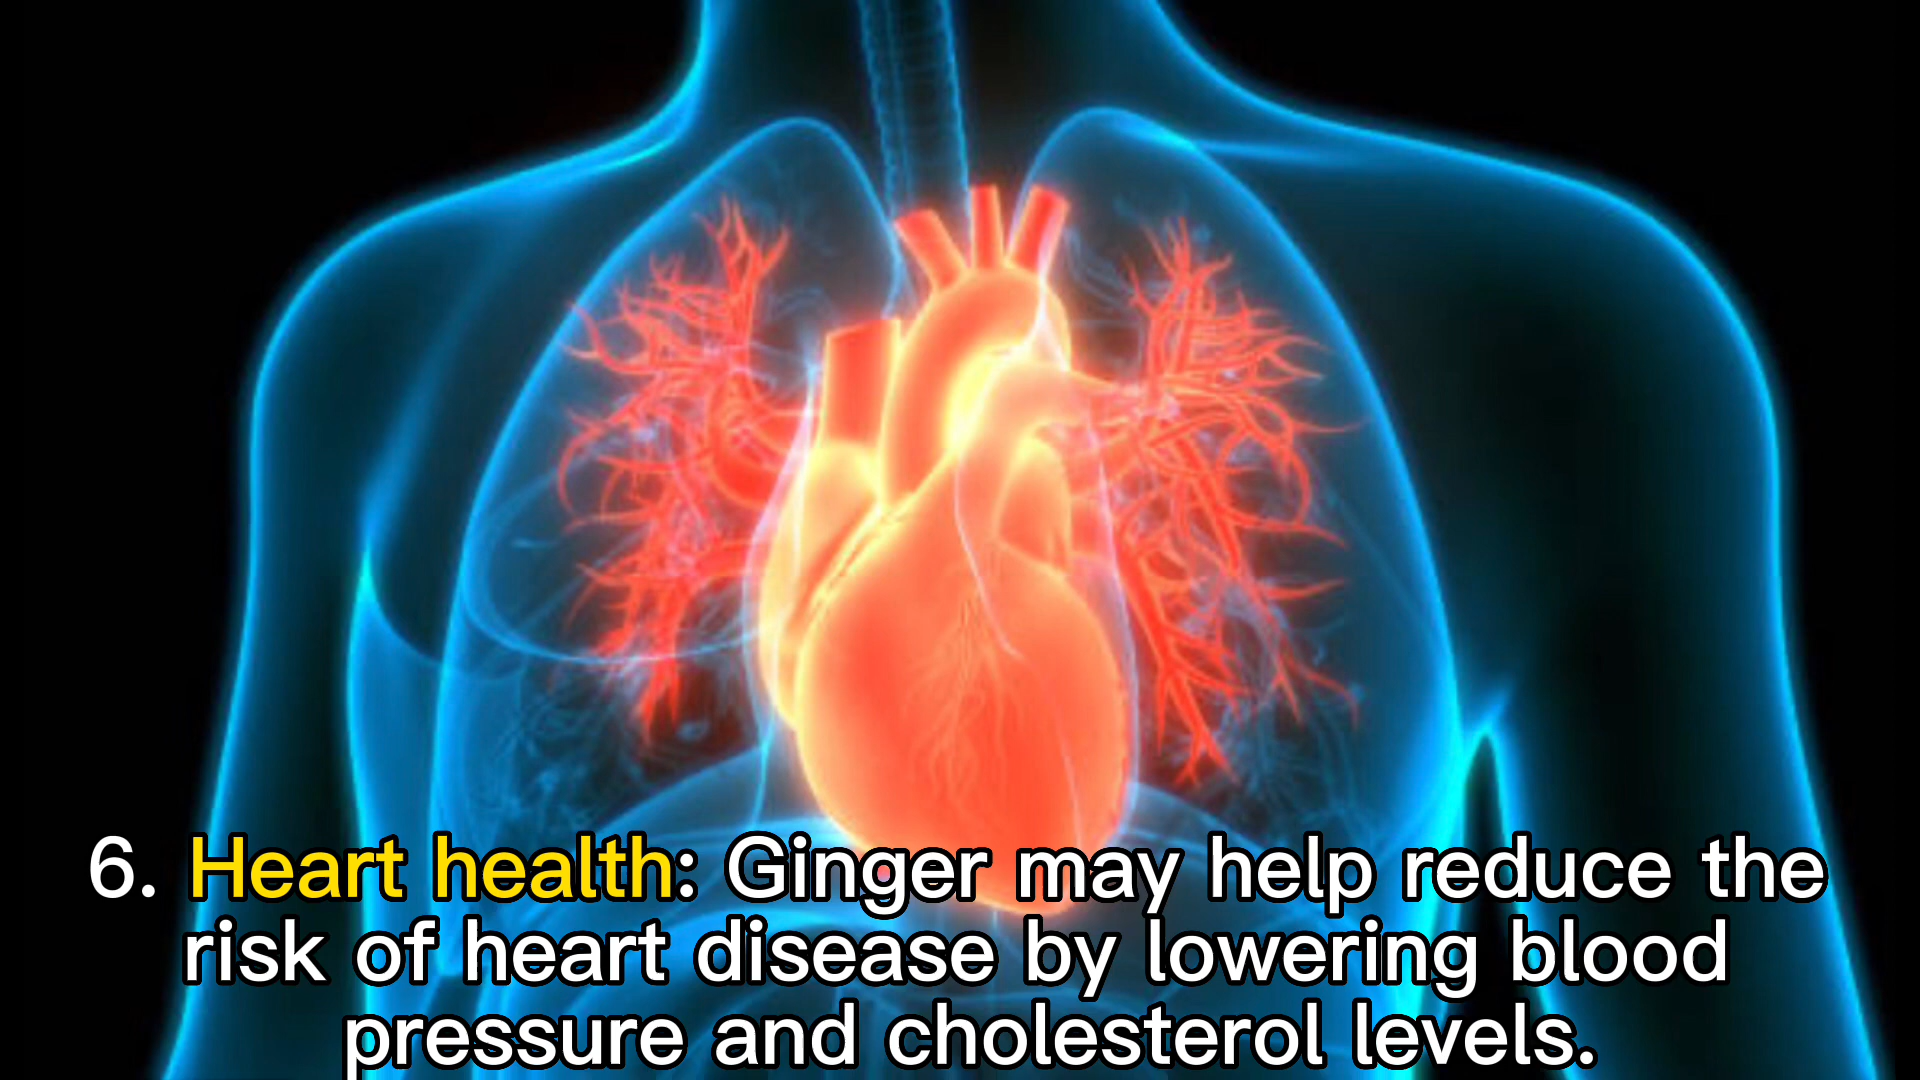 6. Heart health: Ginger may help reduce the
risk of heart disease by lowering blood
pressure and cholesterol levels.